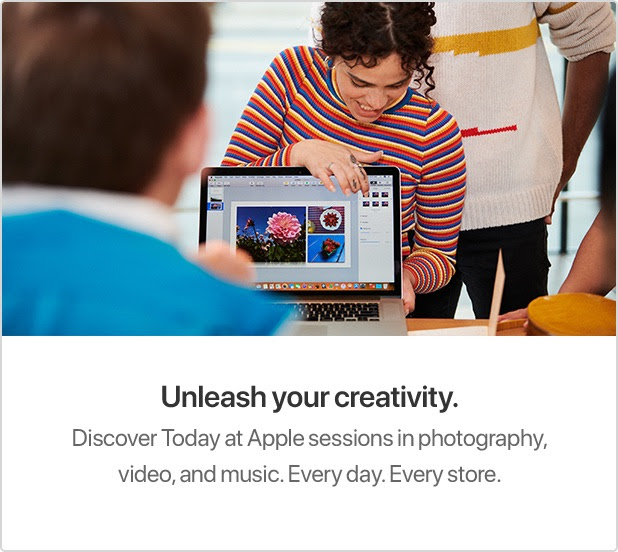 Unleash your creativity.
Discover Today at Apple sessions in photography,
video, and music. Every day. Every store.